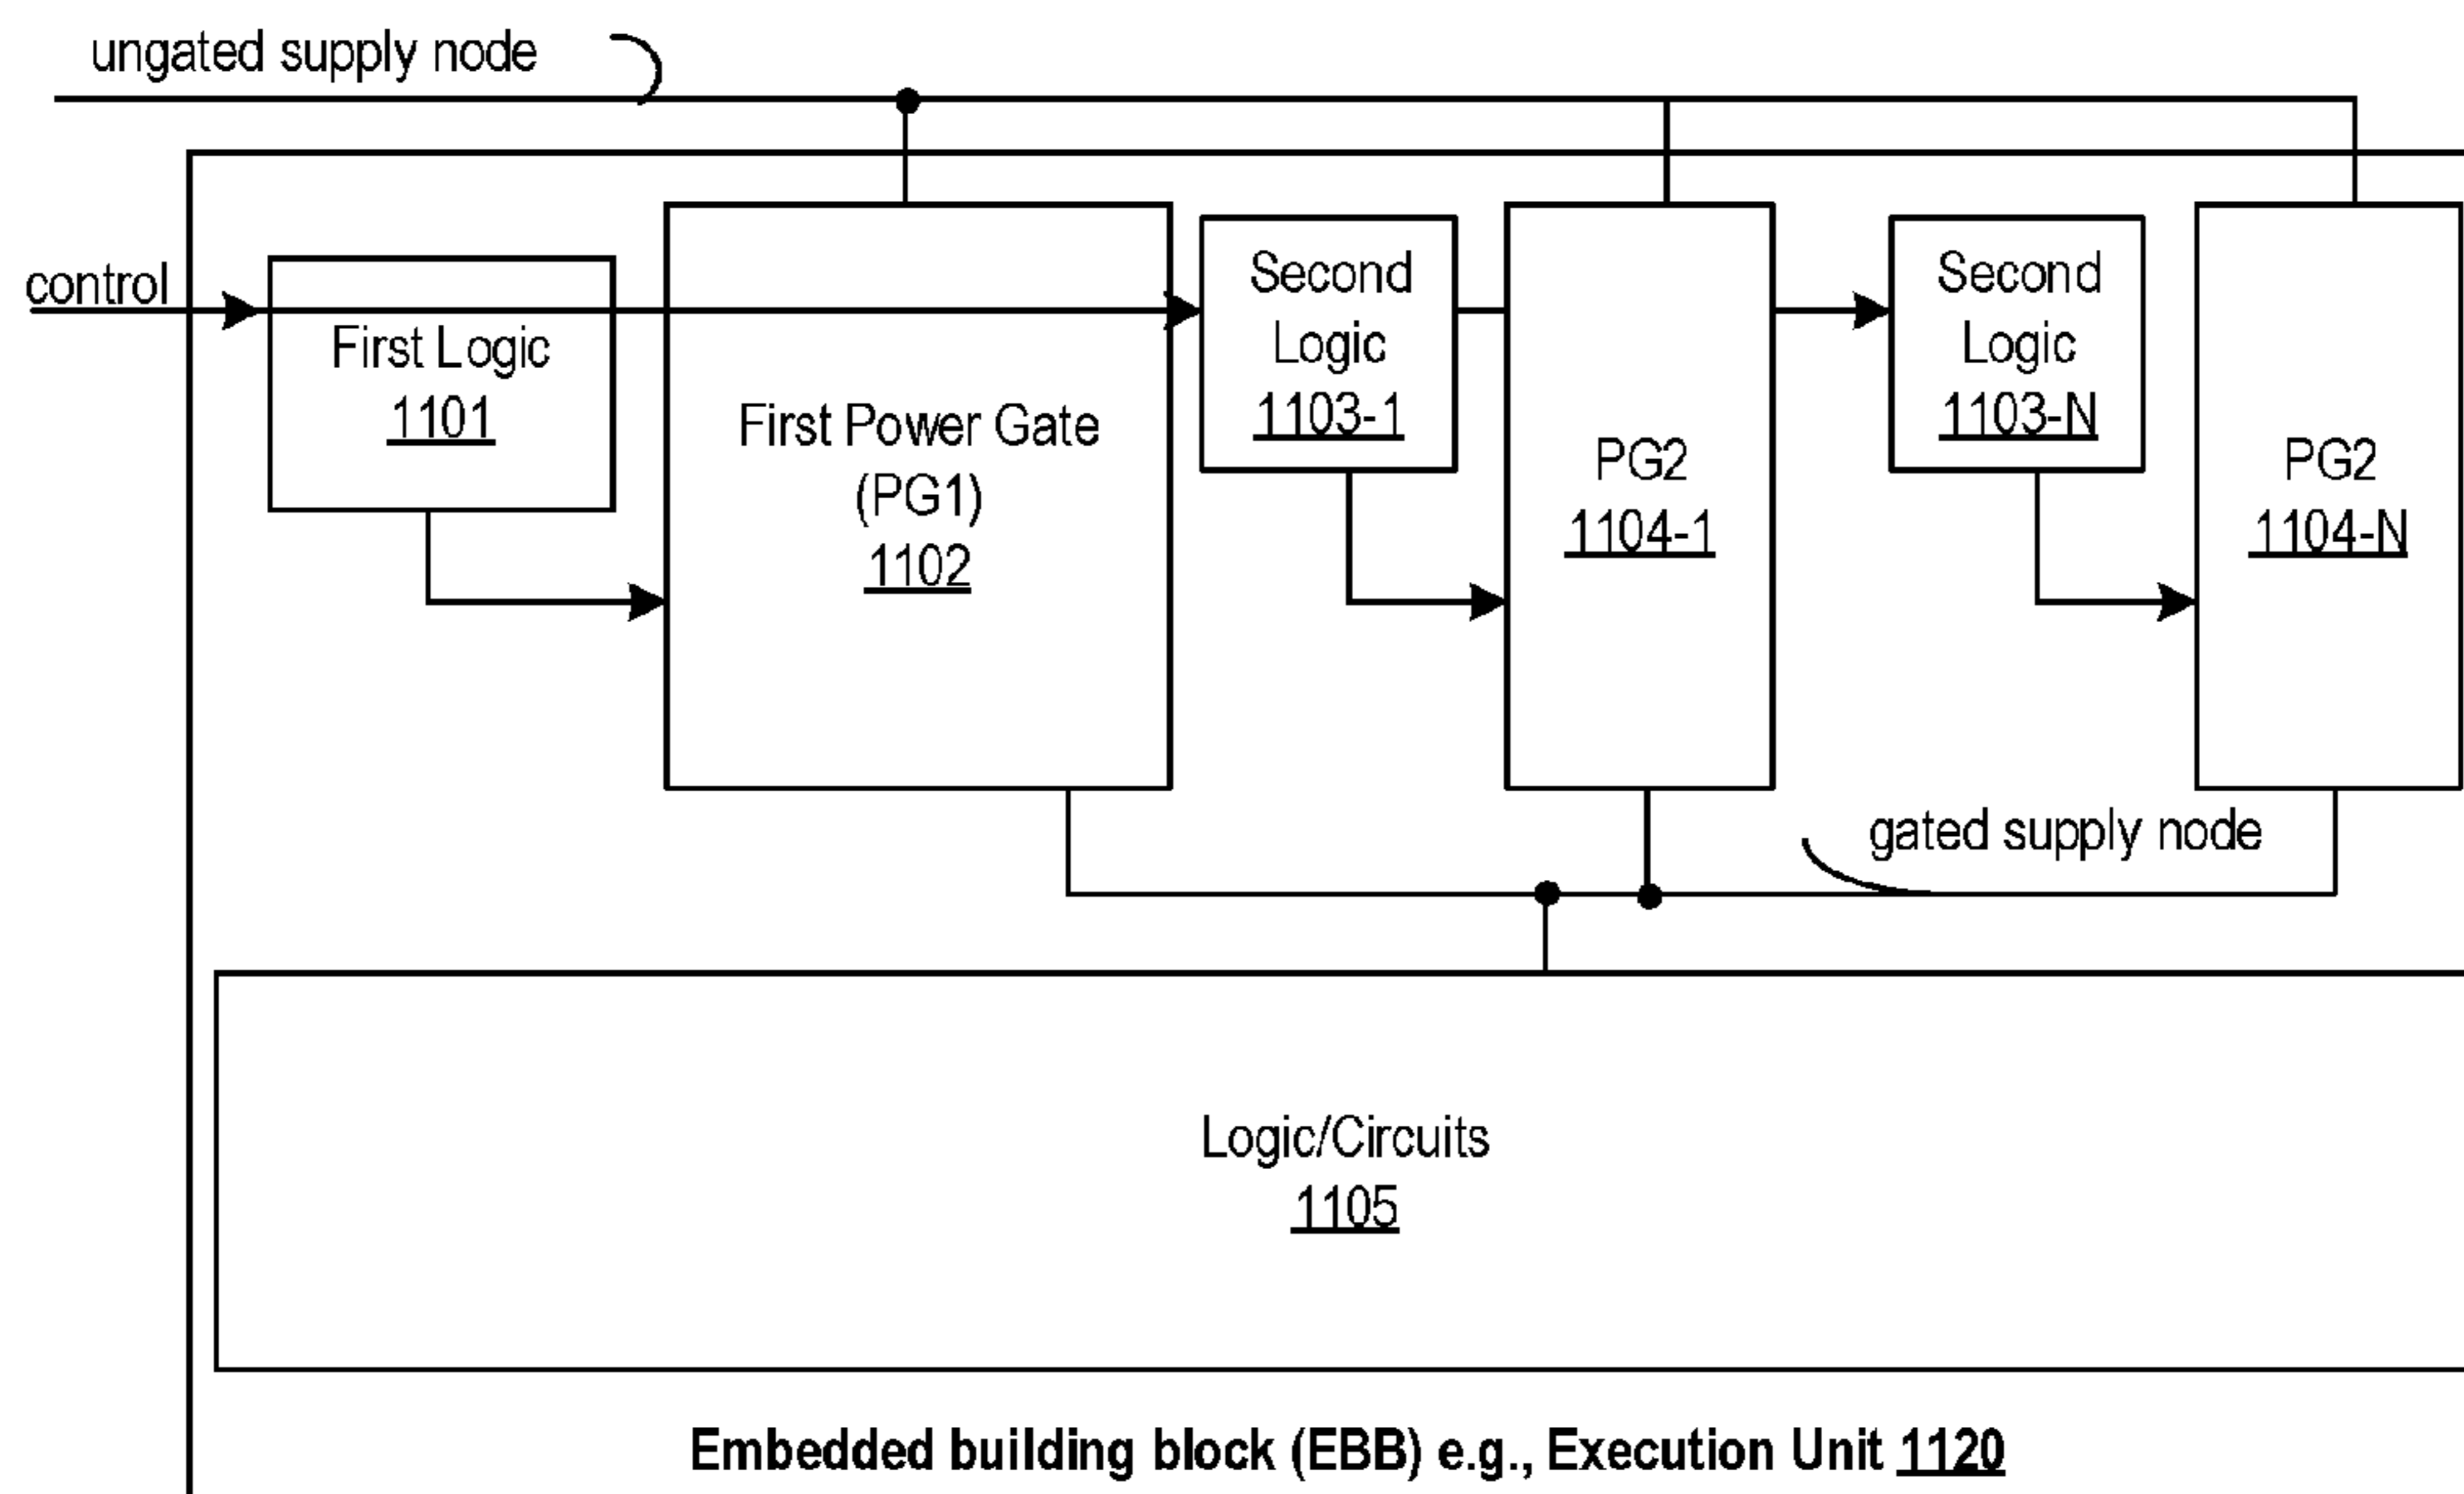 ungated supply node
control
First Logic
1101
First Power Gate
(PG1)
1102
Second
Logic
1103-1
PG2
1104-1
Second
Logic
1103-N
PG2
1104-N
gated supply node
Logic/Circuits
1105
Embedded building block (EBB) e.g., Execution Unit 1120